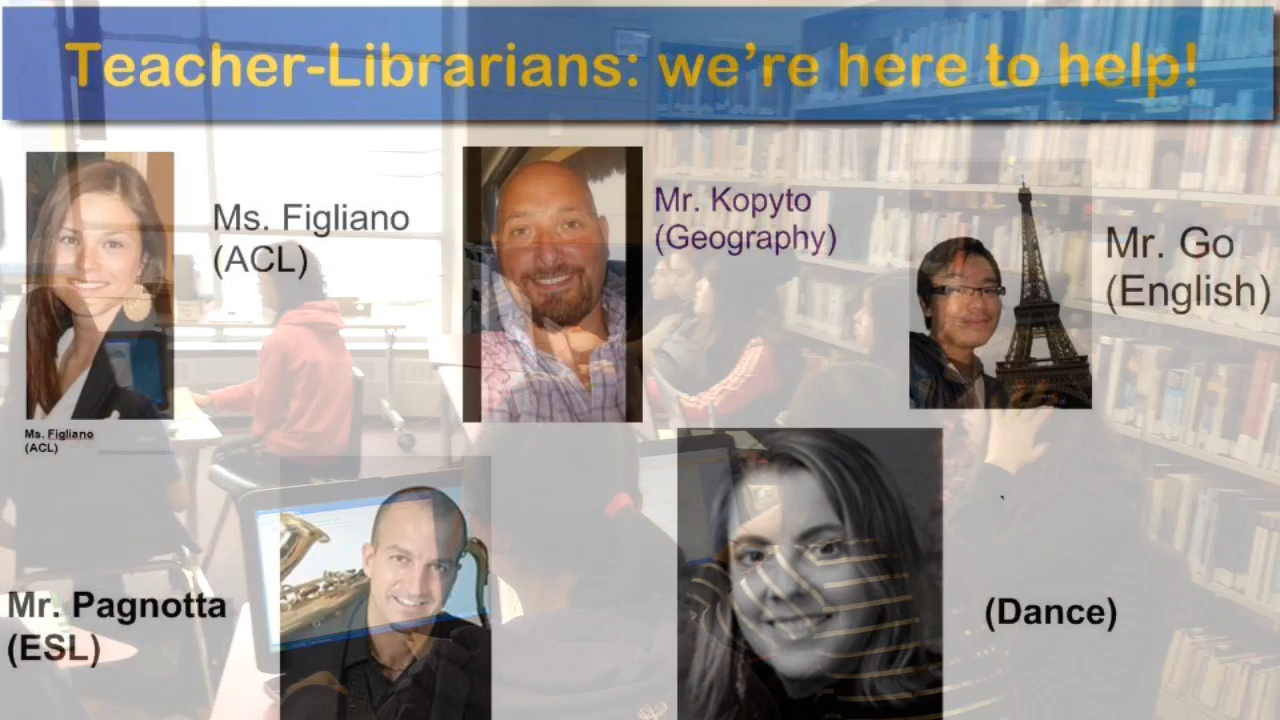 Teacher-Librarians: we're here to help!
Ms. Figliano
(ACL)
Mr. Kopyto
(Geography)
Mr. Go
(English)
Ms. Figliano
(ACL)
Mr. Pagnotta
(ESL)
(Dance)